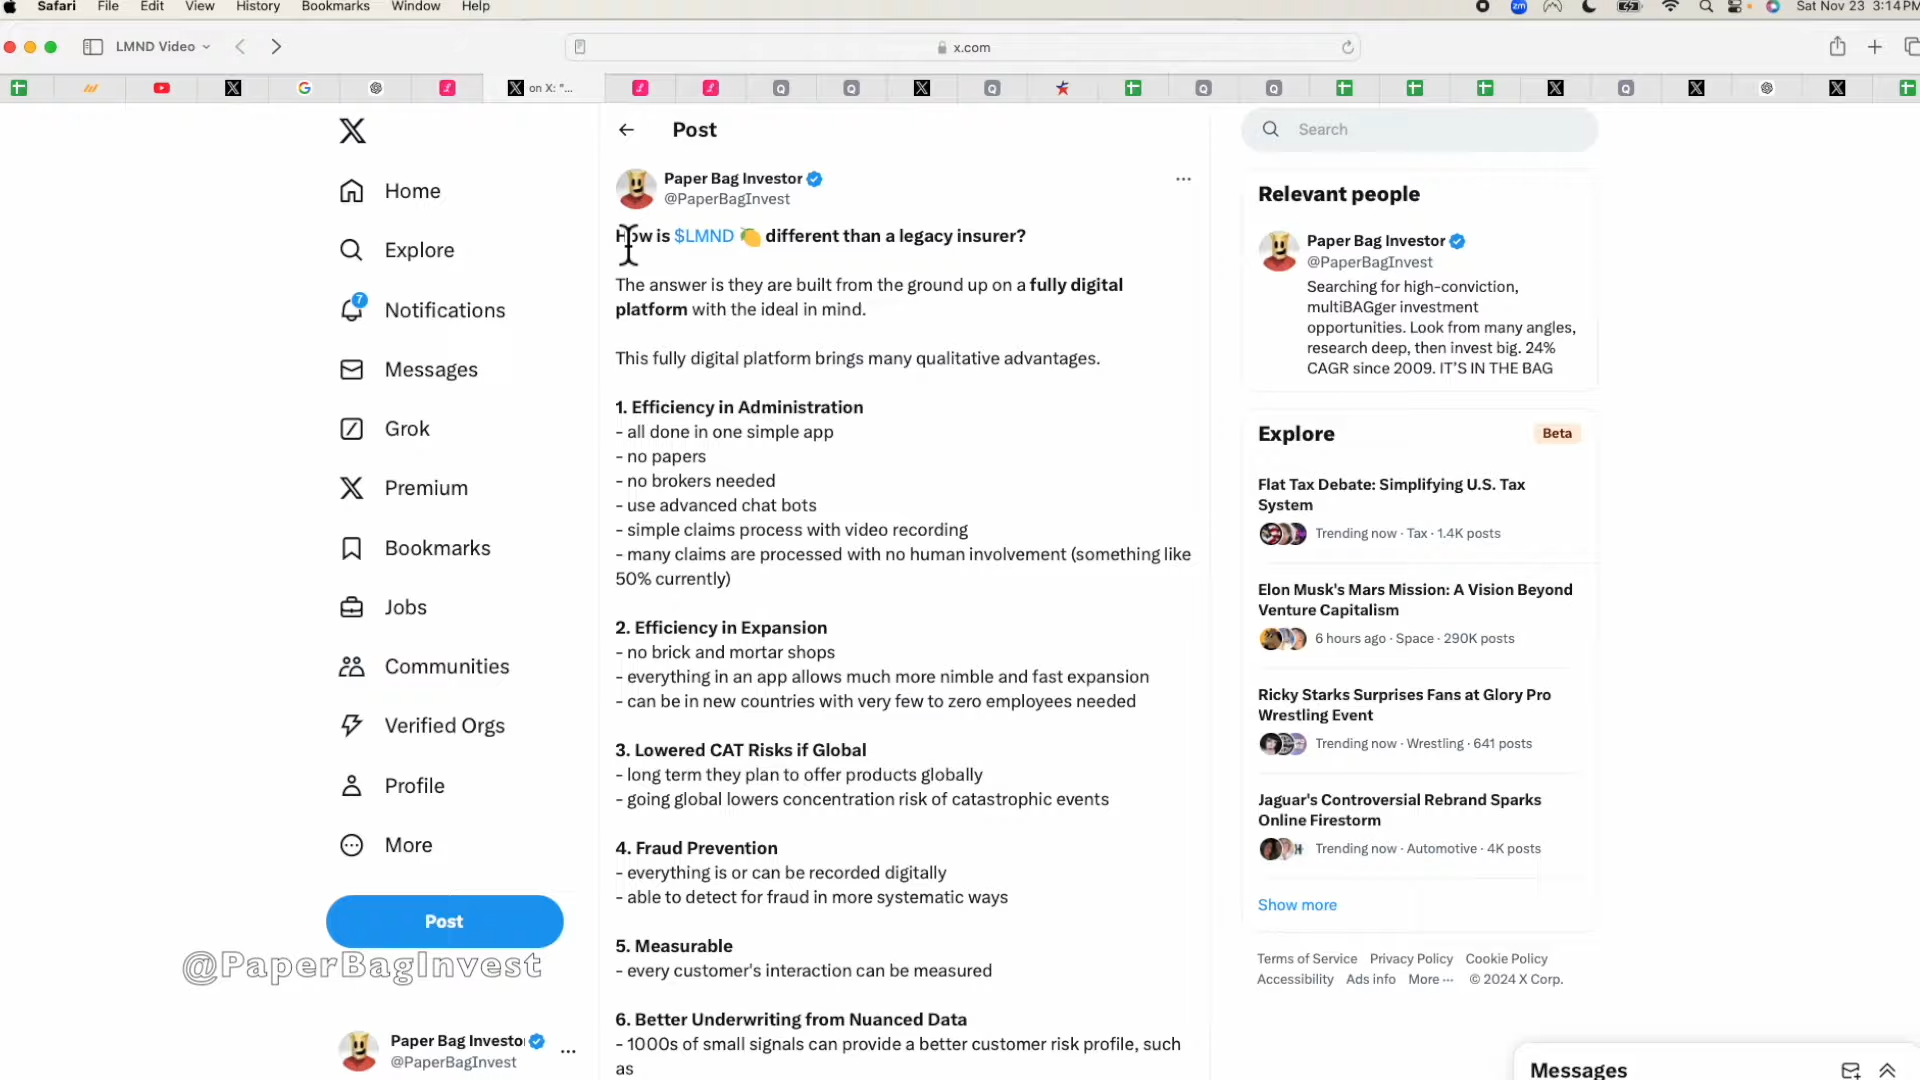 Safari File Edit View History Bookmarks Window Help zm Sat Nov 23 3:14PM
LMND Video x.com
on X: "...
Post
Search
Paper Bag Investor
@PaperBagInvest
How is $LMND 🍋 different than a legacy insurer?
The answer is they are built from the ground up on a fully digital
platform with the ideal in mind.
This fully digital platform brings many qualitative advantages.
1. Efficiency in Administration
- all done in one simple app
- no papers
- no brokers needed
- use advanced chat bots
- simple claims process with video recording
- many claims are processed with no human involvement (something like
50% currently)
2. Efficiency in Expansion
- no brick and mortar shops
- everything in an app allows much more nimble and fast expansion
- can be in new countries with very few to zero employees needed
3. Lowered CAT Risks if Global
- long term they plan to offer products globally
- going global lowers concentration risk of catastrophic events
4. Fraud Prevention
- everything is or can be recorded digitally
- able to detect for fraud in more systematic ways
5. Measurable
- every customer's interaction can be measured
6. Better Underwriting from Nuanced Data
- 1000s of small signals can provide a better customer risk profile, such
as
Home
Explore
7
Notifications
Messages
Grok
Premium
Bookmarks
Jobs
Communities
Verified Orgs
Profile
More
Post
@PaperBagInvest
Paper Bag Investor
@PaperBagInvest
Relevant people
Paper Bag Investor
@PaperBagInvest
Searching for high-conviction,
multiBAGger investment
opportunities. Look from many angles,
research deep, then invest big. 24%
CAGR since 2009. IT'S IN THE BAG
Explore
Beta
Flat Tax Debate: Simplifying U.S. Tax
System
Trending now · Tax · 1.4K posts
Elon Musk's Mars Mission: A Vision Beyond
Venture Capitalism
6 hours ago · Space · 290K posts
Ricky Starks Surprises Fans at Glory Pro
Wrestling Event
Trending now · Wrestling · 641 posts
Jaguar's Controversial Rebrand Sparks
Online Firestorm
Trending now · Automotive · 4K posts
Show more
Terms of Service Privacy Policy Cookie Policy
Accessibility Ads info More ··· © 2024 X Corp.
Messages